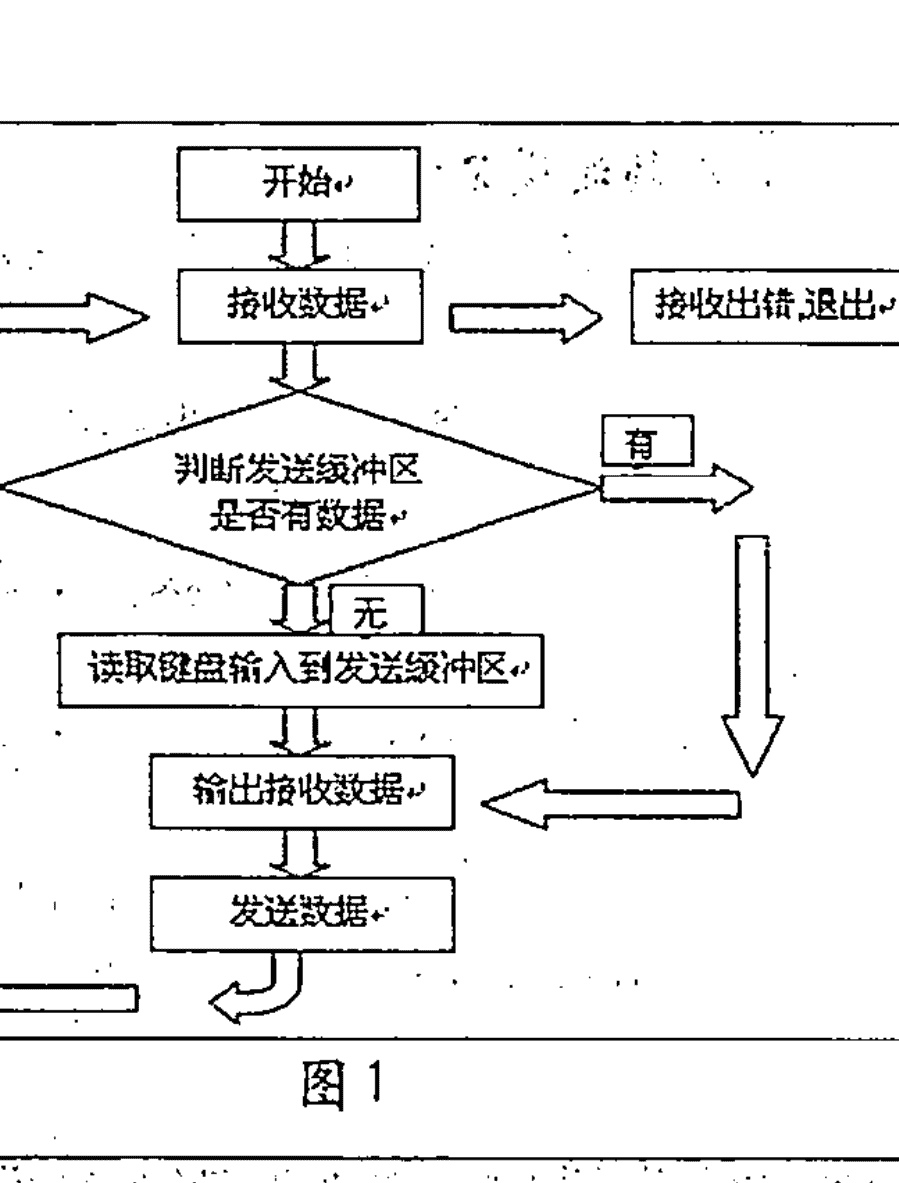 开始
接收数据
接收出错,退出
判断发送缓冲区
是否有数据
有
无
读取键盘输入到发送缓冲区
输出接收数据
发送数据
图1